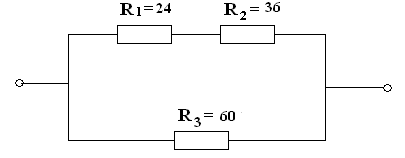 R₁=24 R₂= 36
R₃= 60